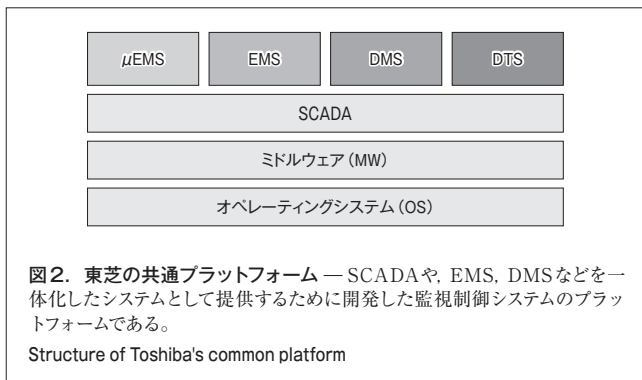 μEMS EMS DMS DTS
SCADA
ミドルウェア(MW)
オペレーティングシステム(OS)
図2. 東芝の共通プラットフォーム — SCADAや, EMS, DMSなどを一
体化したシステムとして提供するために開発した監視制御システムのプラッ
トフォームである。
Structure of Toshiba's common platform